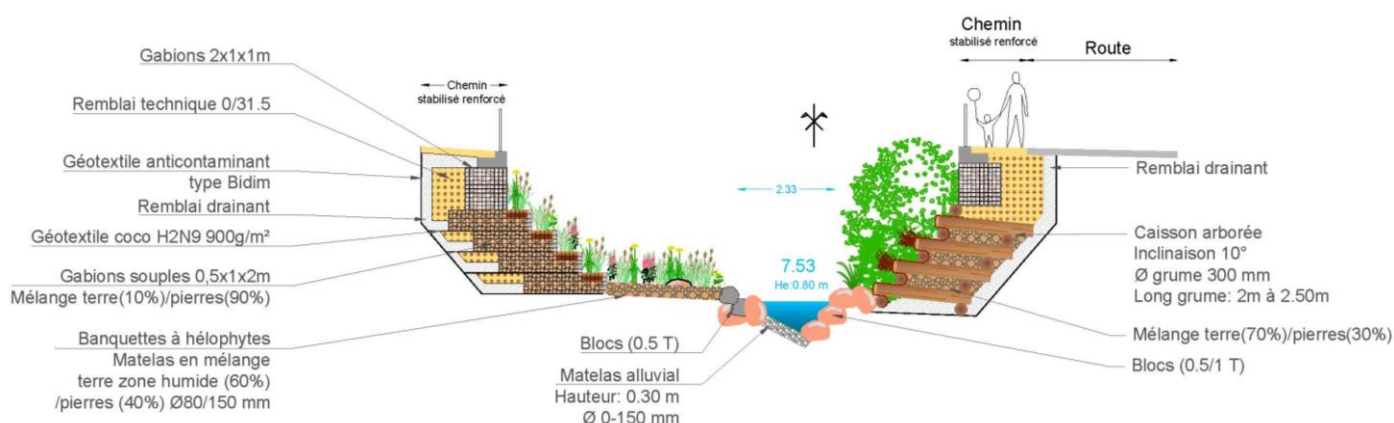 Gabions 2x1x1m
Remblai technique 0/31.5
Géotextile anticontaminant
type Bidim
Remblai drainant
Géotextile coco H2N9 900g/m²
Gabions souples 0,5x1x2m
Mélange terre(10%)/pierres(90%)
Banquettes à hélophytes
Matelas en mélange
terre zone humide (60%)
/pierres (40%) Ø80/150 mm
Chemin
stabilisé renforcé
Blocs (0.5 T)
Matelas alluvial
Hauteur: 0.30 m
Ø 0-150 mm
2.33
7.53
He:0.80 m
Chemin
stabilisé renforcé
Route
Remblai drainant
Caisson arborée
Inclinaison 10°
Ø grume 300 mm
Long grume: 2m à 2.50m
Mélange terre(70%)/pierres(30%)
Blocs (0.5/1 T)